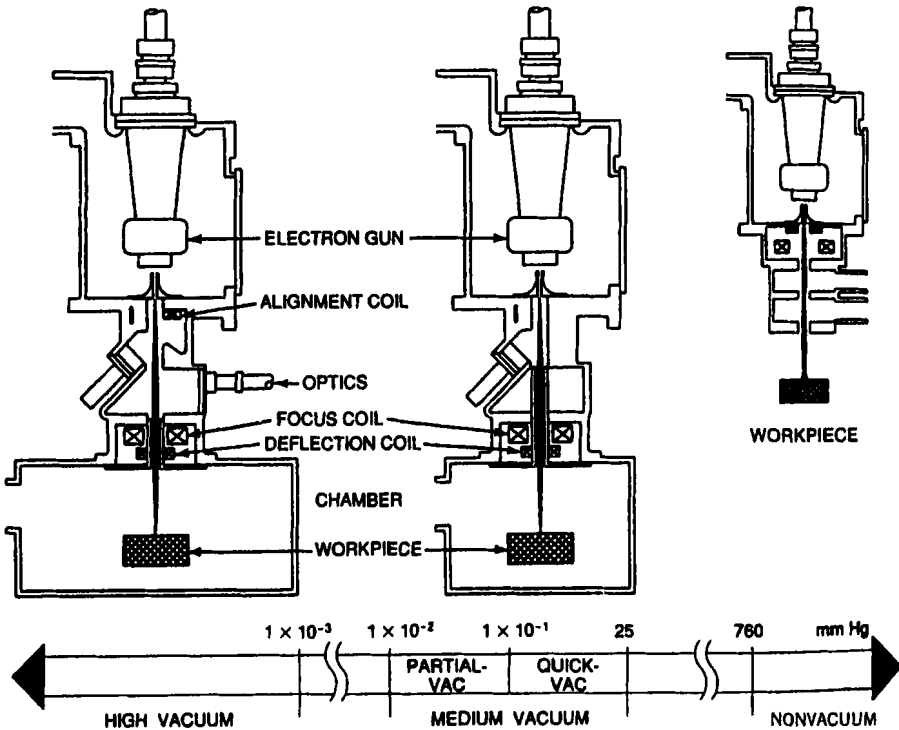 ELECTRON GUN
ALIGNMENT COIL
OPTICS
FOCUS COIL
DEFLECTION COIL
WORKPIECE
CHAMBER
WORKPIECE
1 × 10⁻³ 1 × 10⁻² 1 × 10⁻¹ 25 760 mm Hg
PARTIAL-
VAC
QUICK-
VAC
HIGH VACUUM MEDIUM VACUUM NONVACUUM